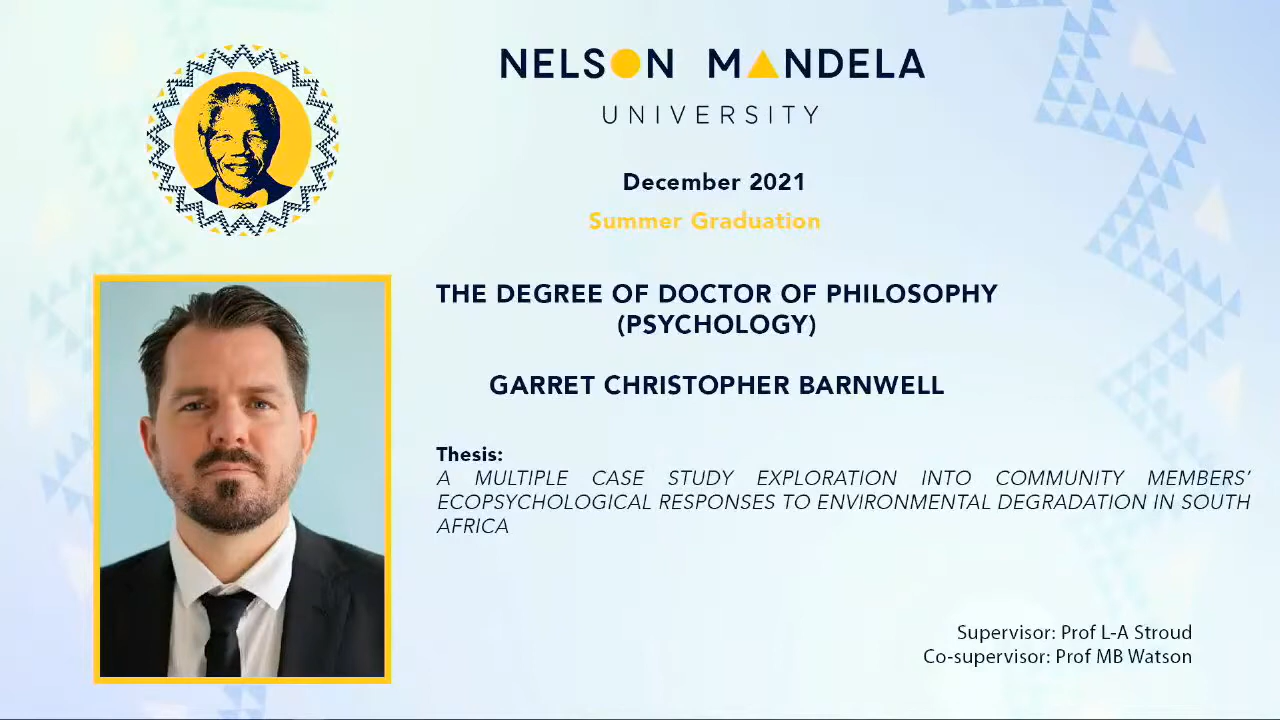 NELSON MANDELA
UNIVERSITY
December 2021
Summer Graduation
THE DEGREE OF DOCTOR OF PHILOSOPHY
(PSYCHOLOGY)
GARRET CHRISTOPHER BARNWELL
Thesis:
A MULTIPLE CASE STUDY EXPLORATION INTO COMMUNITY MEMBERS’
ECOPSYCHOLOGICAL RESPONSES TO ENVIRONMENTAL DEGRADATION IN SOUTH
AFRICA
Supervisor: Prof L-A Stroud
Co-supervisor: Prof MB Watson